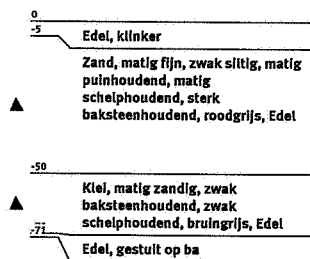 0
-5
Edel, klinker
Zand, matig fijn, zwak siltig, matig
puinhoudend, matig
schelphoudend, sterk
baksteenhoudend, roodgrijs, Edel
-50
Klei, matig zandig, zwak
baksteenhoudend, zwak
schelphoudend, bruingrijs, Edel
-71
Edel, gestuit op ba